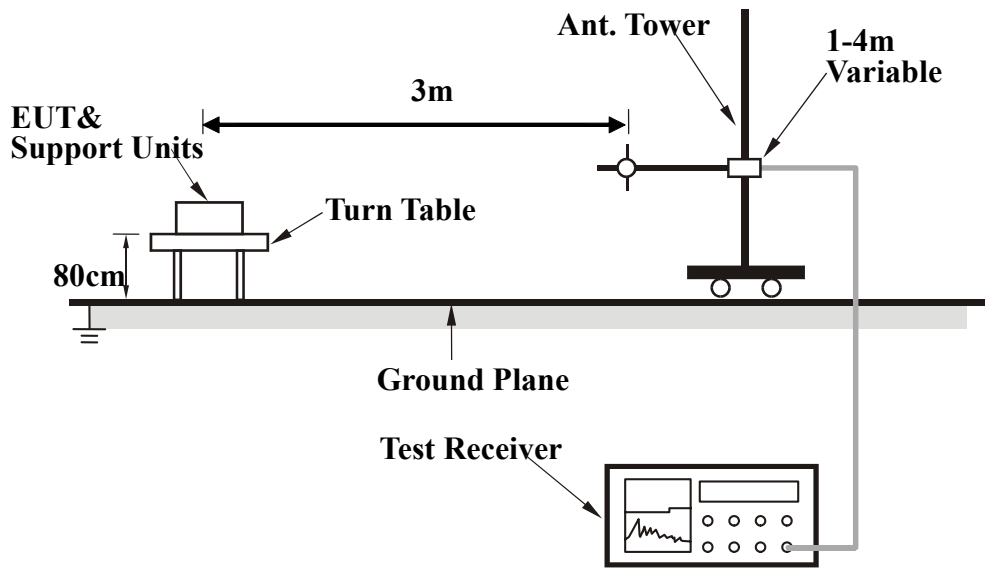 Ant. Tower
1-4m
Variable
3m
EUT&
Support Units
Turn Table
80cm
Ground Plane
Test Receiver